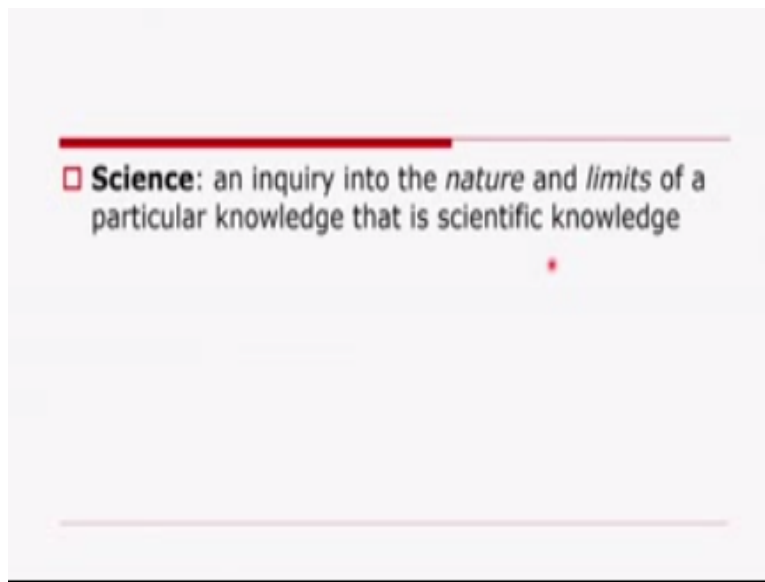 Science: an inquiry into the nature and limits of a
particular knowledge that is scientific knowledge